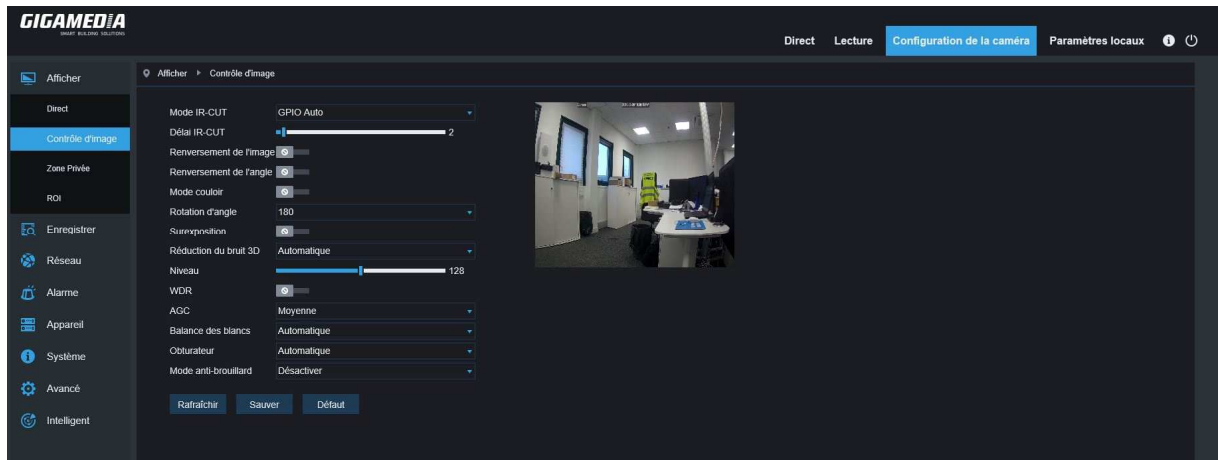 GIGAMEDIA
SMART BUILDING SOLUTIONS
Direct Lecture Configuration de la caméra Paramètres locaux
Afficher
Direct
Contrôle d'image
Zone Privée
ROI
Enregistrer
Réseau
Alarme
Appareil
Système
Avancé
Intelligent
Afficher Contrôle d'image
Mode IR-CUT GPIO Auto
Délai IR-CUT 2
Renversement de l'image
Renversement de l'angle
Mode couloir
Rotation d'angle 180
Surexposition
Réduction du bruit 3D Automatique
Niveau 128
WDR
AGC Moyenne
Balance des blancs Automatique
Obturateur Automatique
Mode anti-brouillard Désactiver
Rafraîchir Sauver Défaut